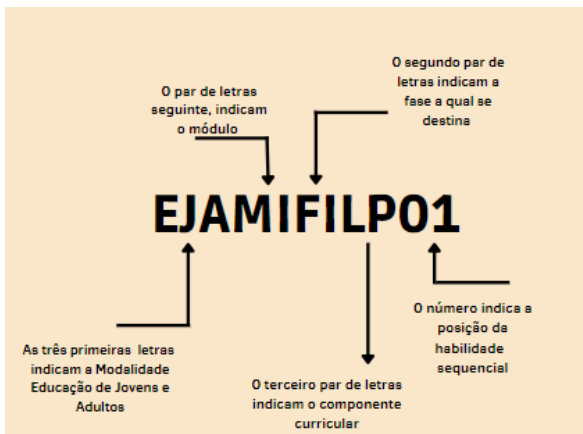 O segundo par de
letras indicam a
fase a qual se
destina
O par de letras
seguinte, indicam
o módulo
EJAMIFILP01
As três primeiras letras
indicam a Modalidade
Educação de Jovens e
Adultos
O terceiro par de letras
indicam o componente
curricular
O número indica a
posição da
habilidade
sequencial